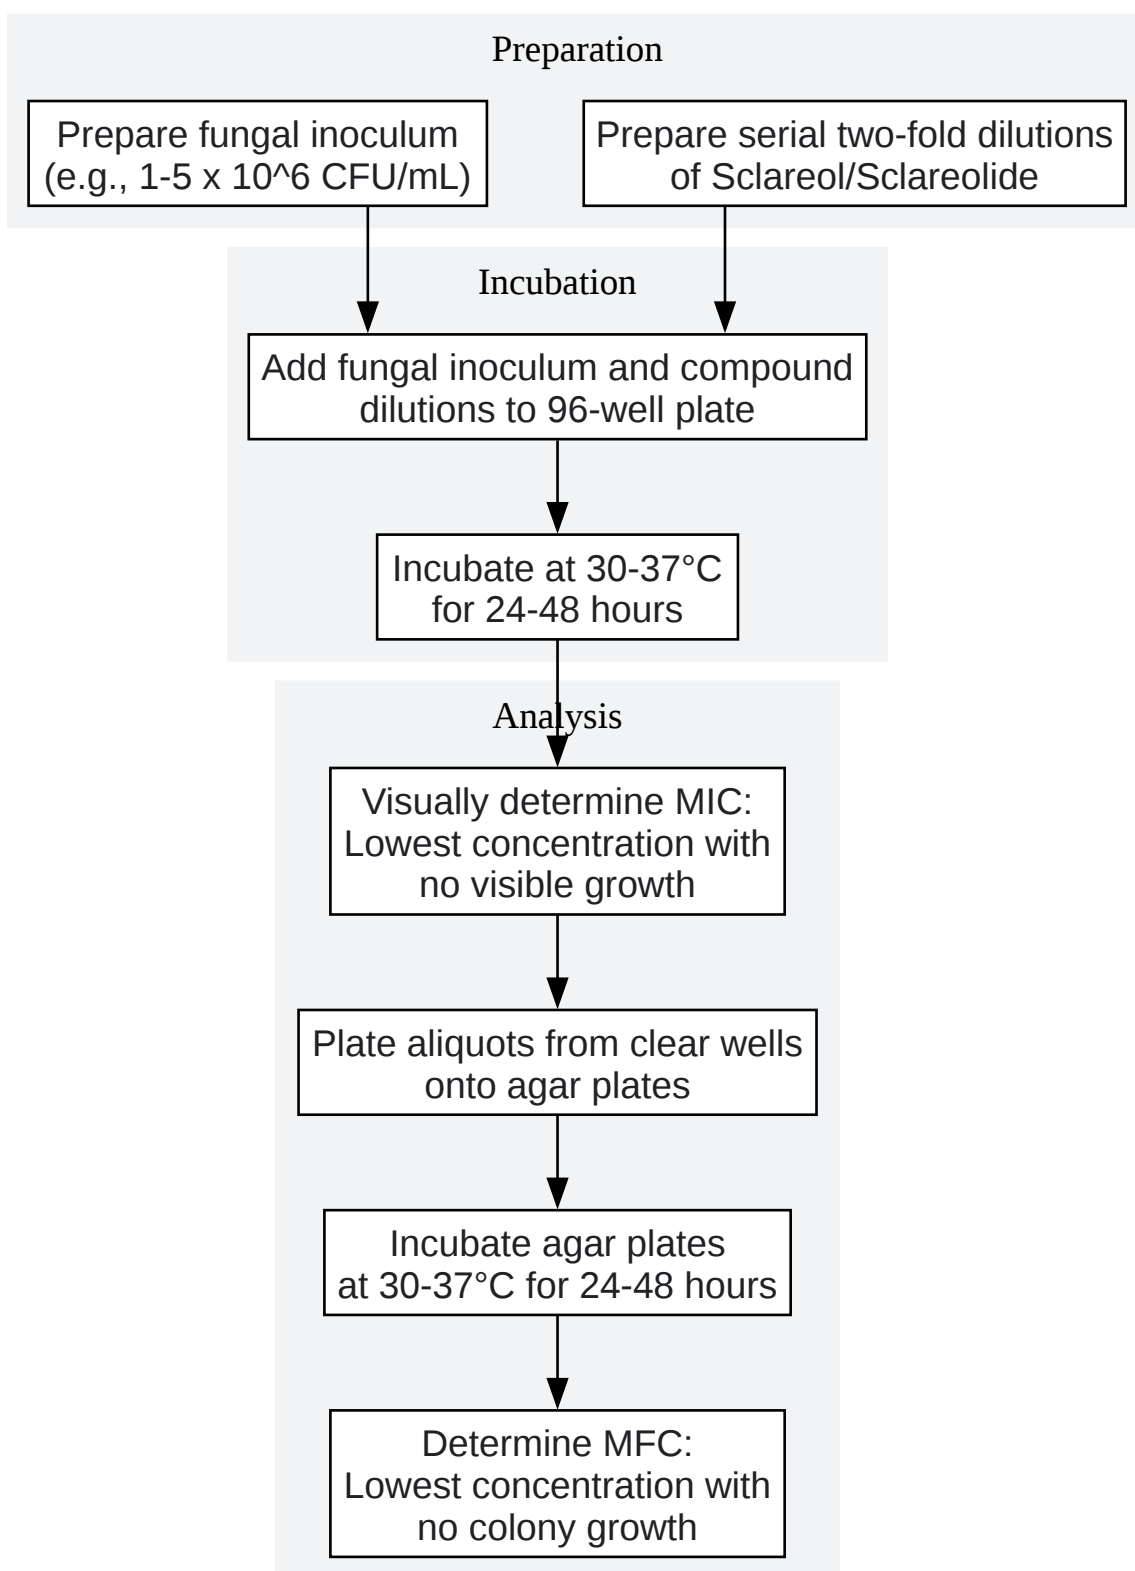 Preparation
Prepare fungal inoculum
(e.g., 1-5 x 10^6 CFU/mL)
Prepare serial two-fold dilutions
of Sclareol/Sclareolide
Incubation
Add fungal inoculum and compound
dilutions to 96-well plate
Incubate at 30-37°C
for 24-48 hours
Analysis
Visually determine MIC:
Lowest concentration with
no visible growth
Plate aliquots from clear wells
onto agar plates
Incubate agar plates
at 30-37°C for 24-48 hours
Determine MFC:
Lowest concentration with
no colony growth